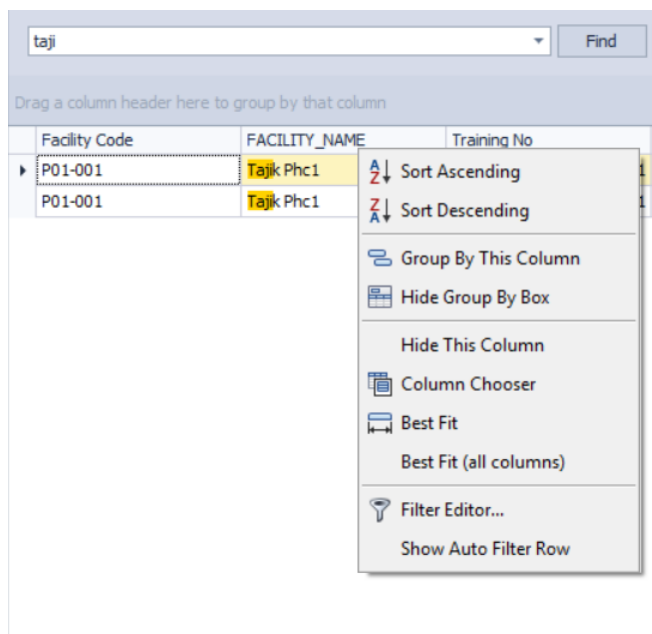 taji
Find
Drag a column header here to group by that column
Facility Code FACILITY_NAME Training No
P01-001 Tajik Phc1 1
P01-001 Tajik Phc1 1
Sort Ascending
Sort Descending
Group By This Column
Hide Group By Box
Hide This Column
Column Chooser
Best Fit
Best Fit (all columns)
Filter Editor...
Show Auto Filter Row